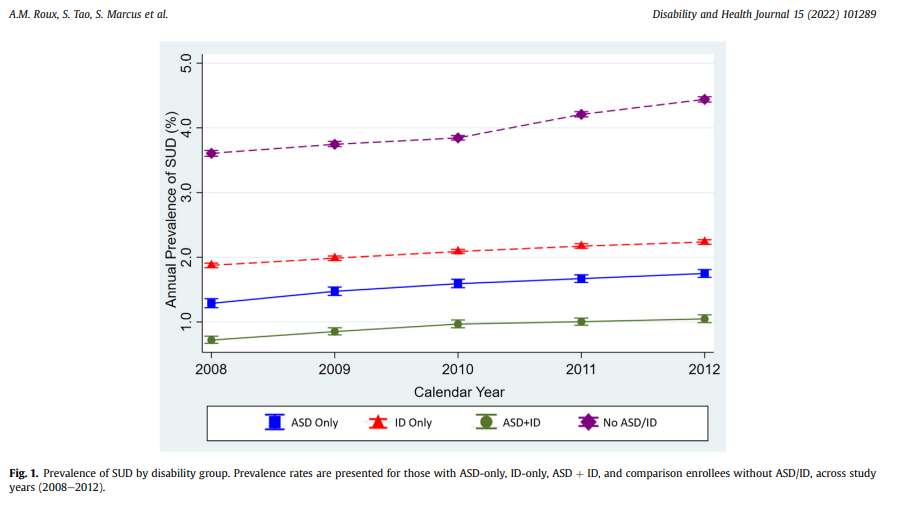 A.M. Roux, S. Tao, S. Marcus et al.
Disability and Health Journal 15 (2022) 101289
Annual Prevalence of SUD (%)
5.0
4.0
3.0
2.0
1.0
2008 2009 2010 2011 2012
Calendar Year
ASD Only ID Only ASD+ID No ASD/ID
Fig. 1. Prevalence of SUD by disability group. Prevalence rates are presented for those with ASD-only, ID-only, ASD + ID, and comparison enrollees without ASD/ID, across study
years (2008–2012).